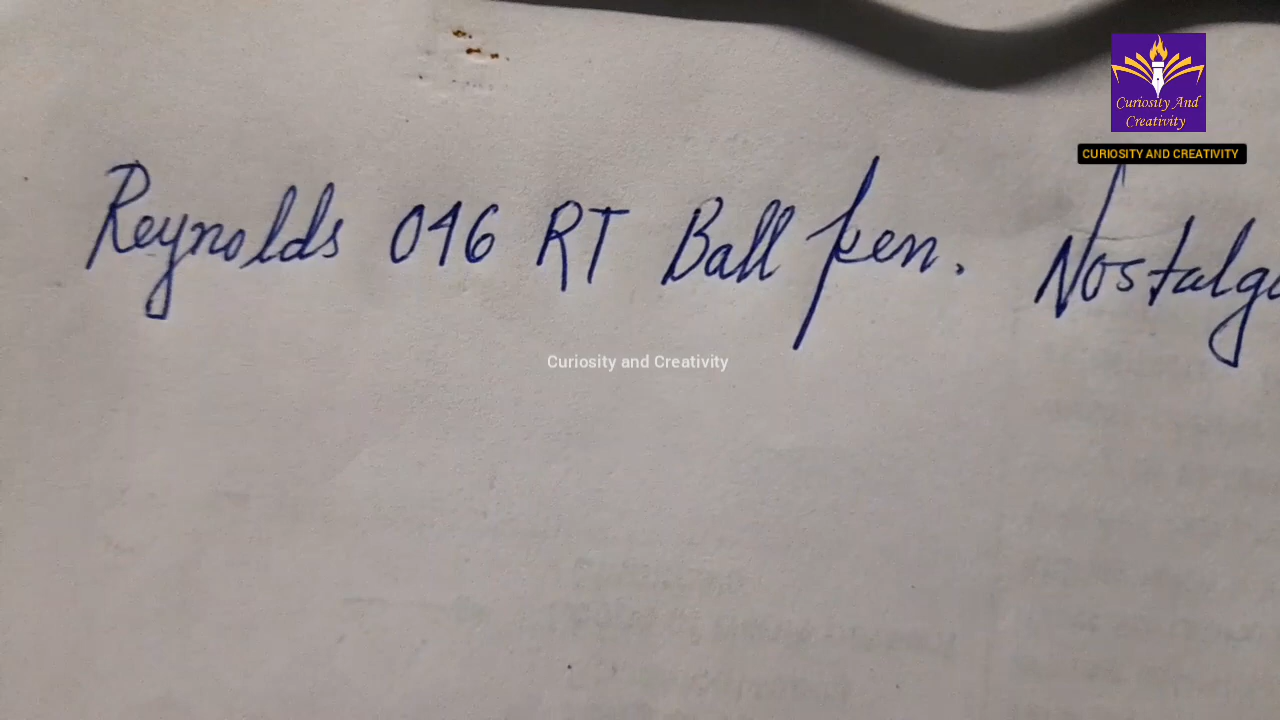 Curiosity And
Creativity
CURIOSITY AND CREATIVITY
Reynolds 046 RT Ball pen. Nostalg
Curiosity and Creativity